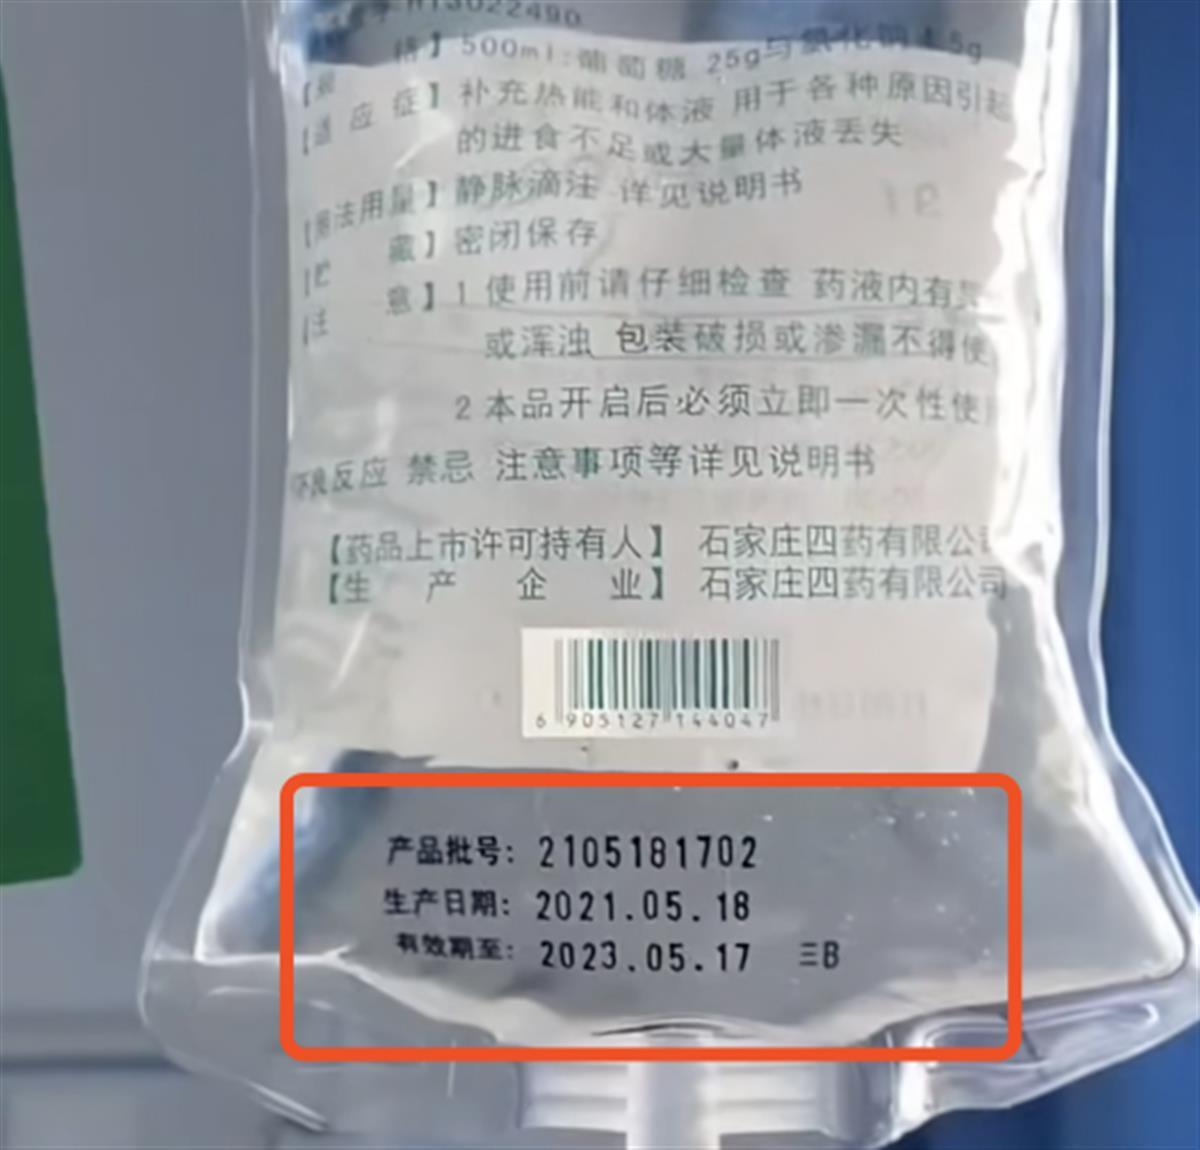 H13022490
格】500ml:葡萄糖 25g与氯化钠4.5g
适应症】补充热能和体液 用于各种原因引起
的进食不足或大量体液丢失
用法用量】静脉滴注 详见说明书
【贮 藏】密闭保存
【注 意】1 使用前请仔细检查 药液内有异
或浑浊 包装破损或渗漏不得使
2 本品开启后必须立即一次性使
不良反应 禁忌 注意事项等详见说明书
【药品上市许可持有人】 石家庄四药有限公司
【生 产 企 业】 石家庄四药有限公司
6 905127 144047
产品批号: 2105181702
生产日期: 2021.05.18
有效期至: 2023.05.17 三B